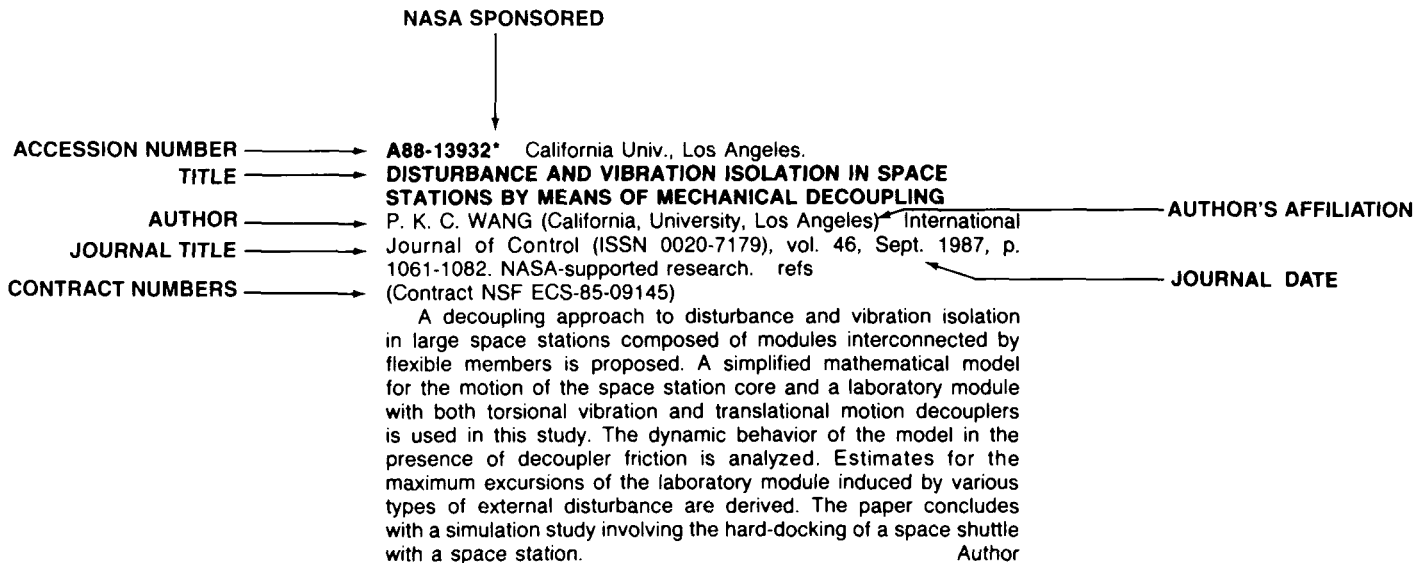 NASA SPONSORED
ACCESSION NUMBER
A88-13932* California Univ., Los Angeles.
TITLE
DISTURBANCE AND VIBRATION ISOLATION IN SPACE
STATIONS BY MEANS OF MECHANICAL DECOUPLING
AUTHOR
P. K. C. WANG (California, University, Los Angeles) International
AUTHOR'S AFFILIATION
JOURNAL TITLE
Journal of Control (ISSN 0020-7179), vol. 46, Sept. 1987, p.
1061-1082. NASA-supported research. refs
JOURNAL DATE
CONTRACT NUMBERS
(Contract NSF ECS-85-09145)
A decoupling approach to disturbance and vibration isolation
in large space stations composed of modules interconnected by
flexible members is proposed. A simplified mathematical model
for the motion of the space station core and a laboratory module
with both torsional vibration and translational motion decouplers
is used in this study. The dynamic behavior of the model in the
presence of decoupler friction is analyzed. Estimates for the
maximum excursions of the laboratory module induced by various
types of external disturbance are derived. The paper concludes
with a simulation study involving the hard-docking of a space shuttle
with a space station. Author